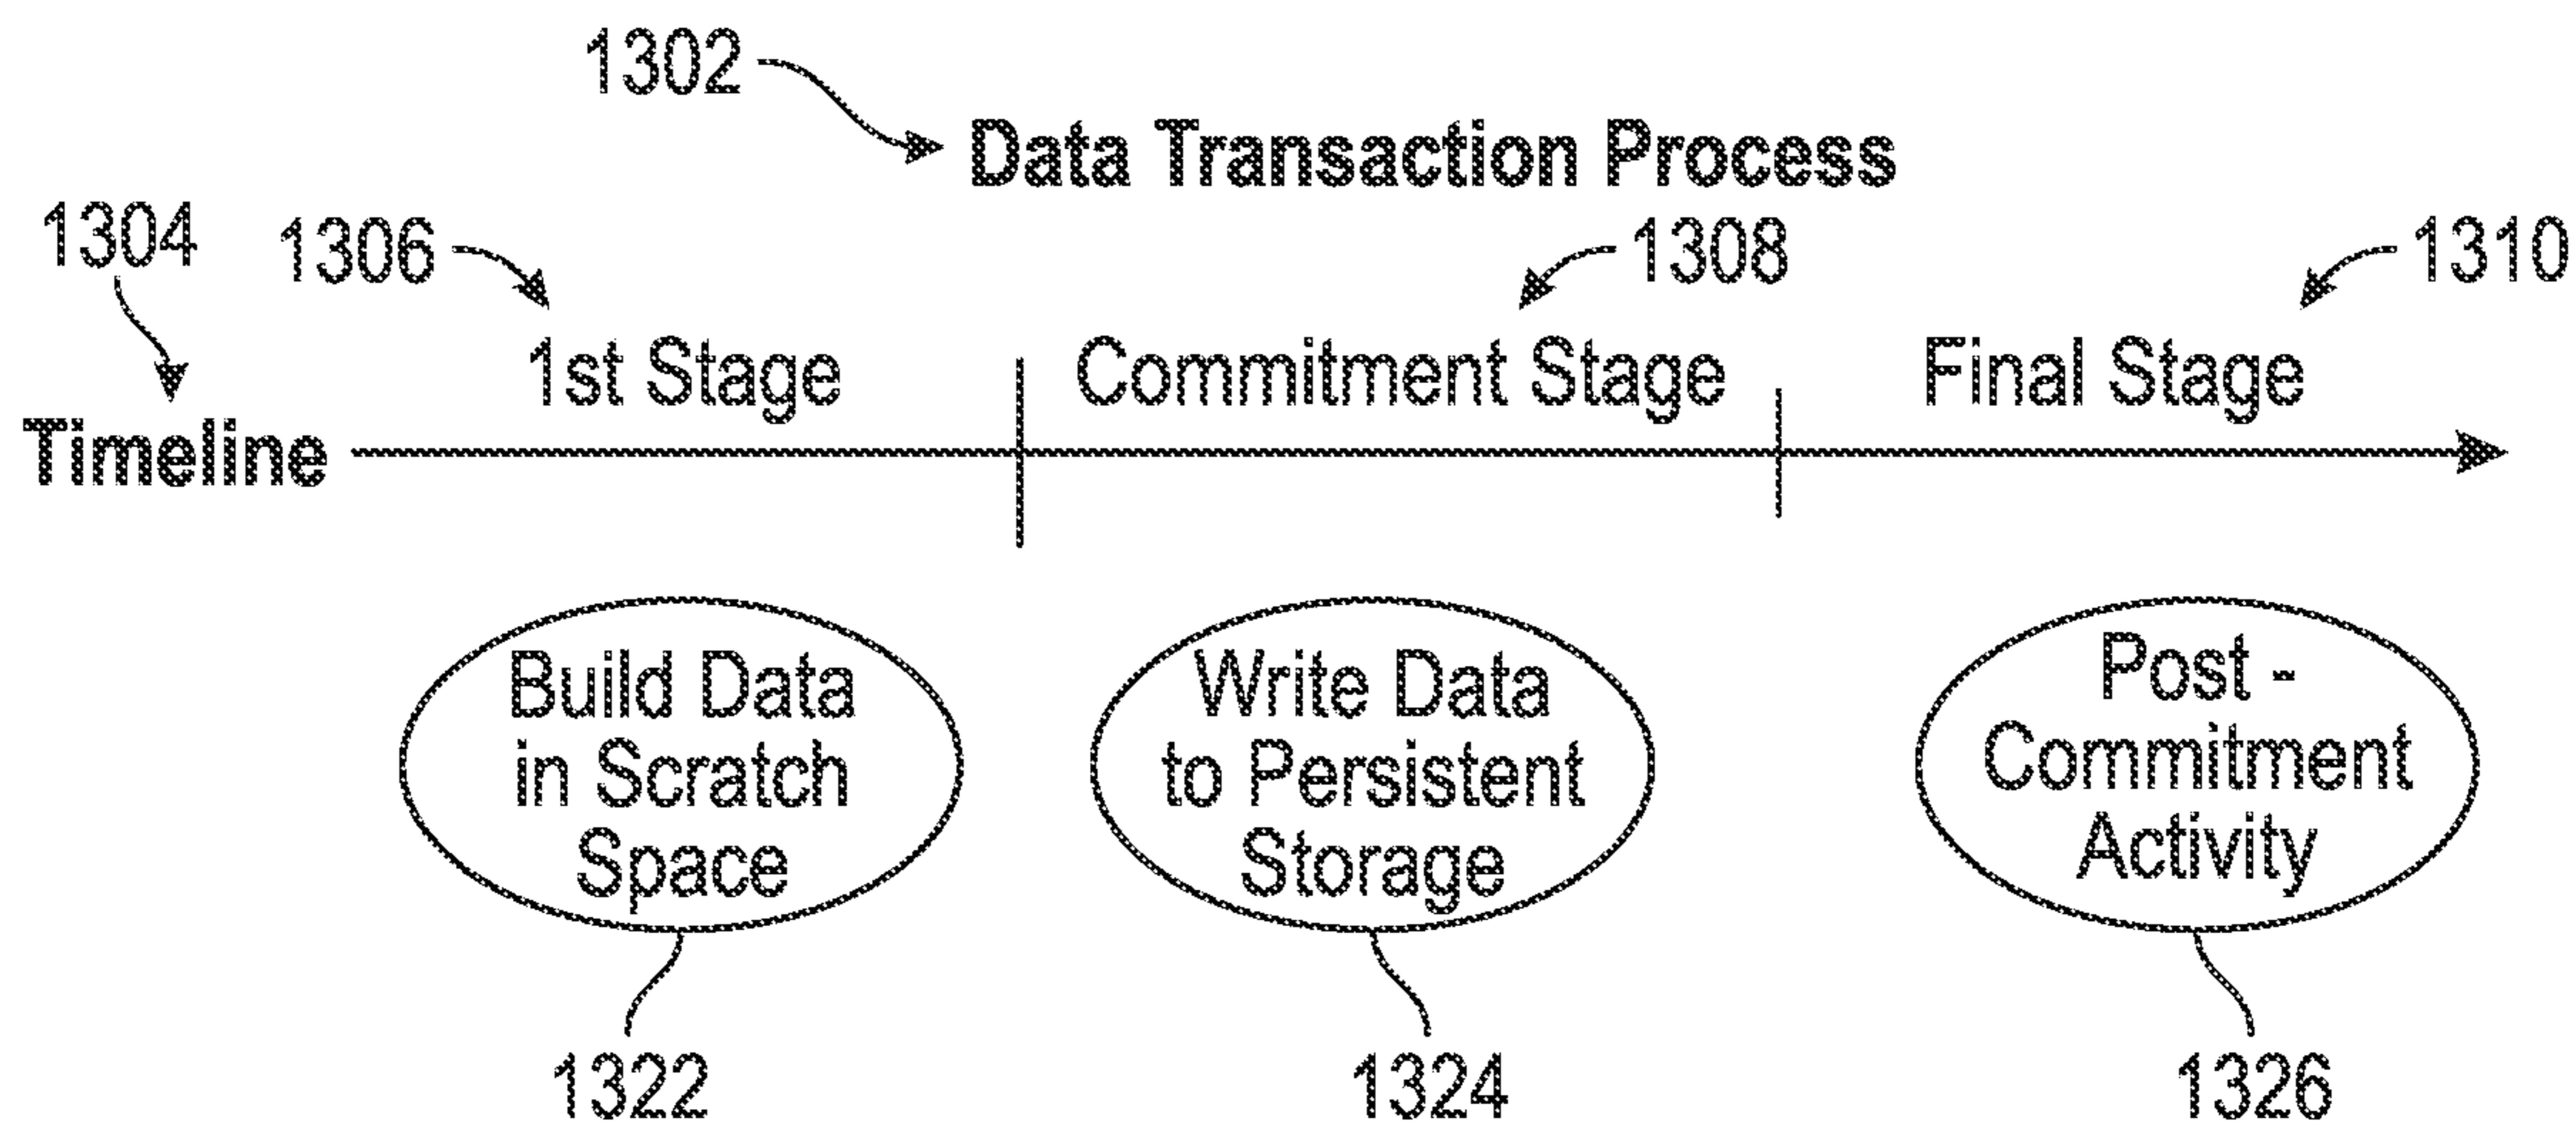 1302
Data Transaction Process
1304
1306
1308
1310
1st Stage
Commitment Stage
Final Stage
Timeline
Build Data
in Scratch
Space
Write Data
to Persistent
Storage
Post -
Commitment
Activity
1322
1324
1326